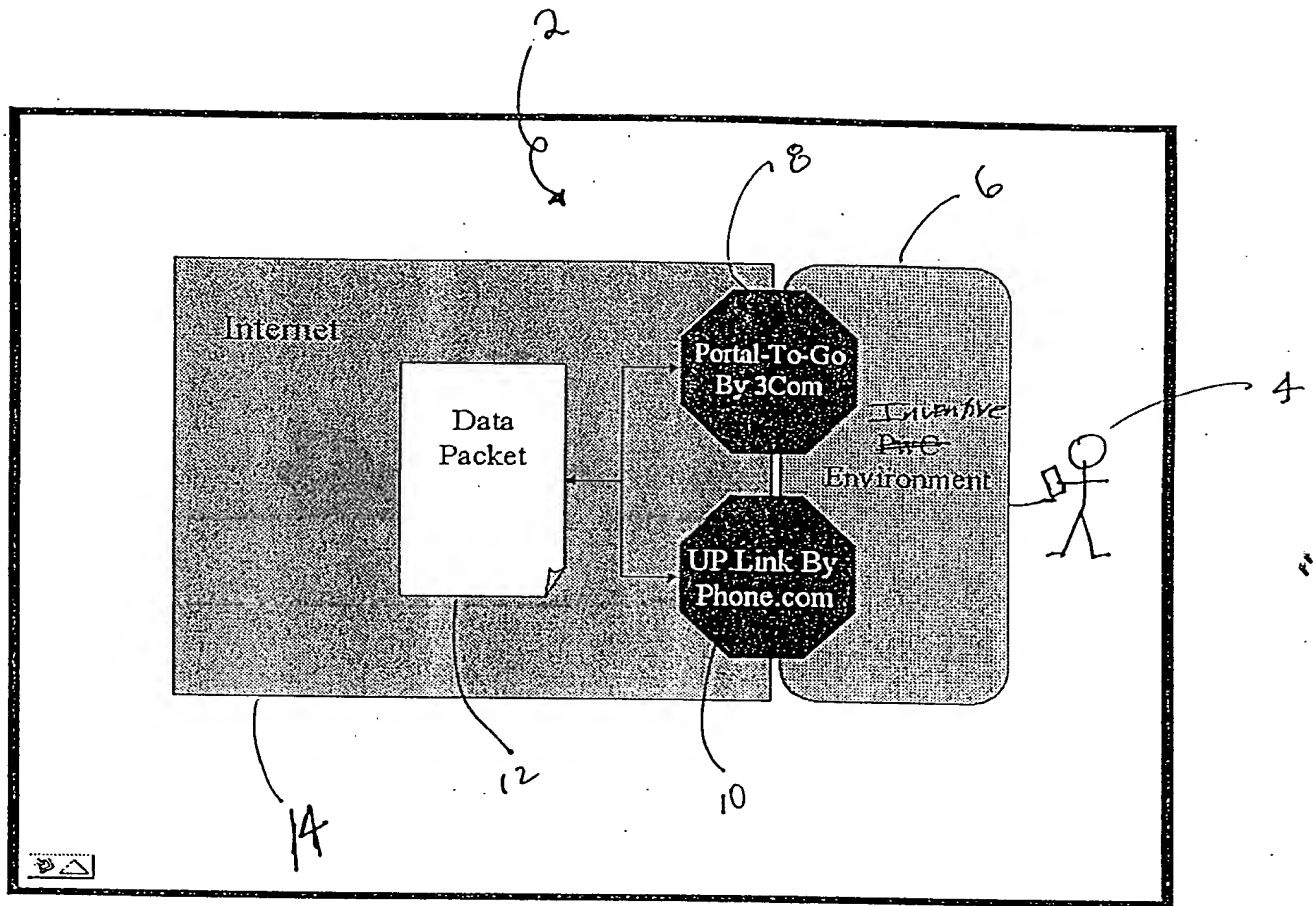 2
8
6
Internet
Portal-To-Go
By 3Com
4
Data
Packet
Inventive
PwC
Environment
UP.Link By
Phone.com
12
10
14